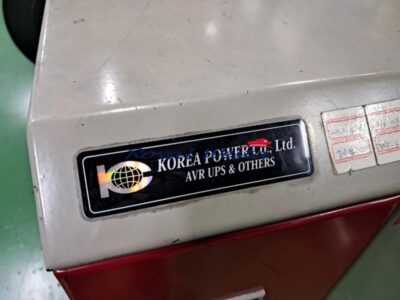 KOREA POWER Co., Ltd.
AVR UPS & OTHERS